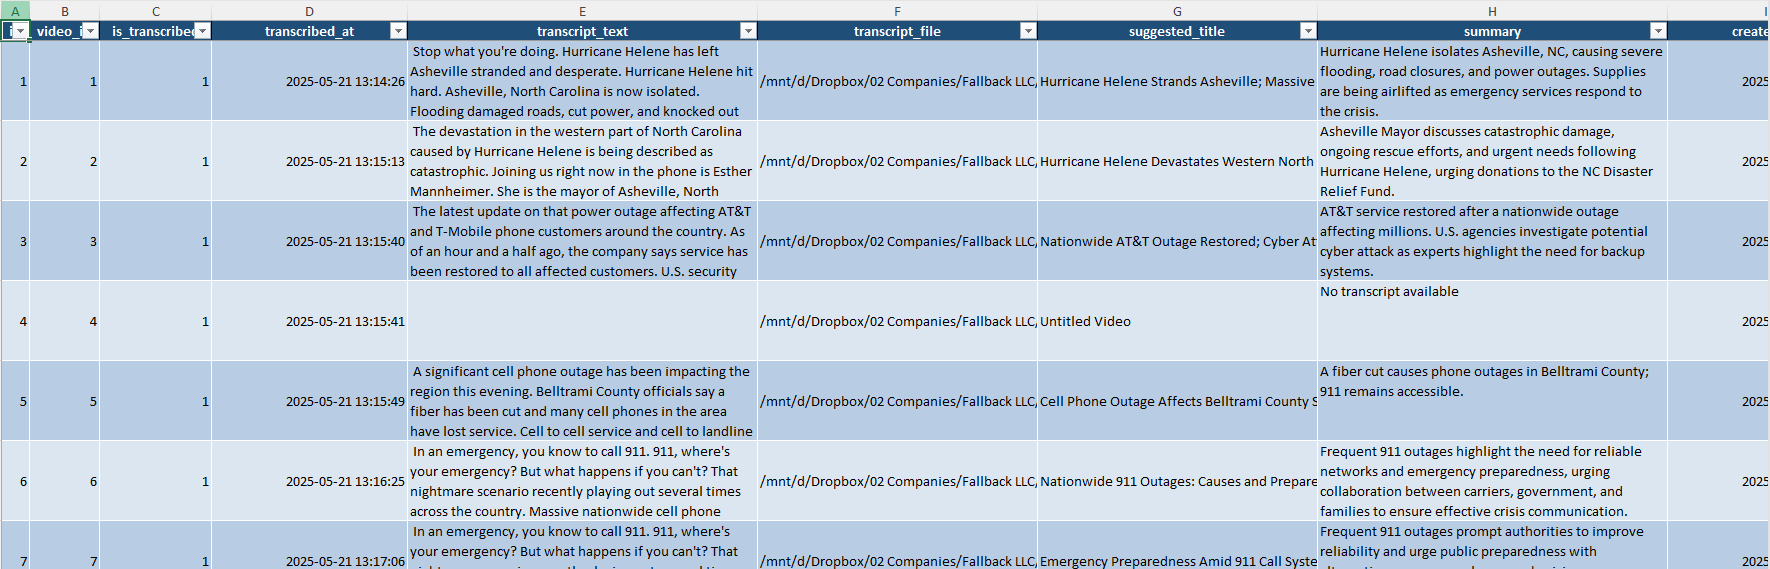 A B C D E F G H I
i video_i is_transcribed transcribed_at transcript_text transcript_file suggested_title summary create
1 1 1 2025-05-21 13:14:26 Stop what you're doing. Hurricane Helene has left
Asheville stranded and desperate. Hurricane Helene hit
hard. Asheville, North Carolina is now isolated.
Flooding damaged roads, cut power, and knocked out
/mnt/d/Dropbox/02 Companies/Fallback LLC, Hurricane Helene Strands Asheville; Massive
Hurricane Helene isolates Asheville, NC, causing severe
flooding, road closures, and power outages. Supplies
are being airlifted as emergency services respond to
the crisis.
2025
2 2 1 2025-05-21 13:15:13 The devastation in the western part of North Carolina
caused by Hurricane Helene is being described as
catastrophic. Joining us right now in the phone is Esther
Mannheimer. She is the mayor of Asheville, North
/mnt/d/Dropbox/02 Companies/Fallback LLC, Hurricane Helene Devastates Western North
Asheville Mayor discusses catastrophic damage,
ongoing rescue efforts, and urgent needs following
Hurricane Helene, urging donations to the NC Disaster
Relief Fund.
2025
3 3 1 2025-05-21 13:15:40 The latest update on that power outage affecting AT&T
and T-Mobile phone customers around the country. As
of an hour and a half ago, the company says service has
been restored to all affected customers. U.S. security
/mnt/d/Dropbox/02 Companies/Fallback LLC, Nationwide AT&T Outage Restored; Cyber At
AT&T service restored after a nationwide outage
affecting millions. U.S. agencies investigate potential
cyber attack as experts highlight the need for backup
systems.
2025
4 4 1 2025-05-21 13:15:41 /mnt/d/Dropbox/02 Companies/Fallback LLC, Untitled Video
No transcript available
2025
5 5 1 2025-05-21 13:15:49 A significant cell phone outage has been impacting the
region this evening. Belltrami County officials say a
fiber has been cut and many cell phones in the area
have lost service. Cell to cell service and cell to landline
/mnt/d/Dropbox/02 Companies/Fallback LLC, Cell Phone Outage Affects Belltrami County S
A fiber cut causes phone outages in Belltrami County;
911 remains accessible.
2025
6 6 1 2025-05-21 13:16:25 In an emergency, you know to call 911. 911, where's
your emergency? But what happens if you can't? That
nightmare scenario recently playing out several times
across the country. Massive nationwide cell phone
/mnt/d/Dropbox/02 Companies/Fallback LLC, Nationwide 911 Outages: Causes and Prepare
Frequent 911 outages highlight the need for reliable
networks and emergency preparedness, urging
collaboration between carriers, government, and
families to ensure effective crisis communication.
2025
7 7 1 2025-05-21 13:17:06 In an emergency, you know to call 911. 911, where's
your emergency? But what happens if you can't? That
/mnt/d/Dropbox/02 Companies/Fallback LLC, Emergency Preparedness Amid 911 Call Syste
Frequent 911 outages prompt authorities to improve
reliability and urge public preparedness with
2025